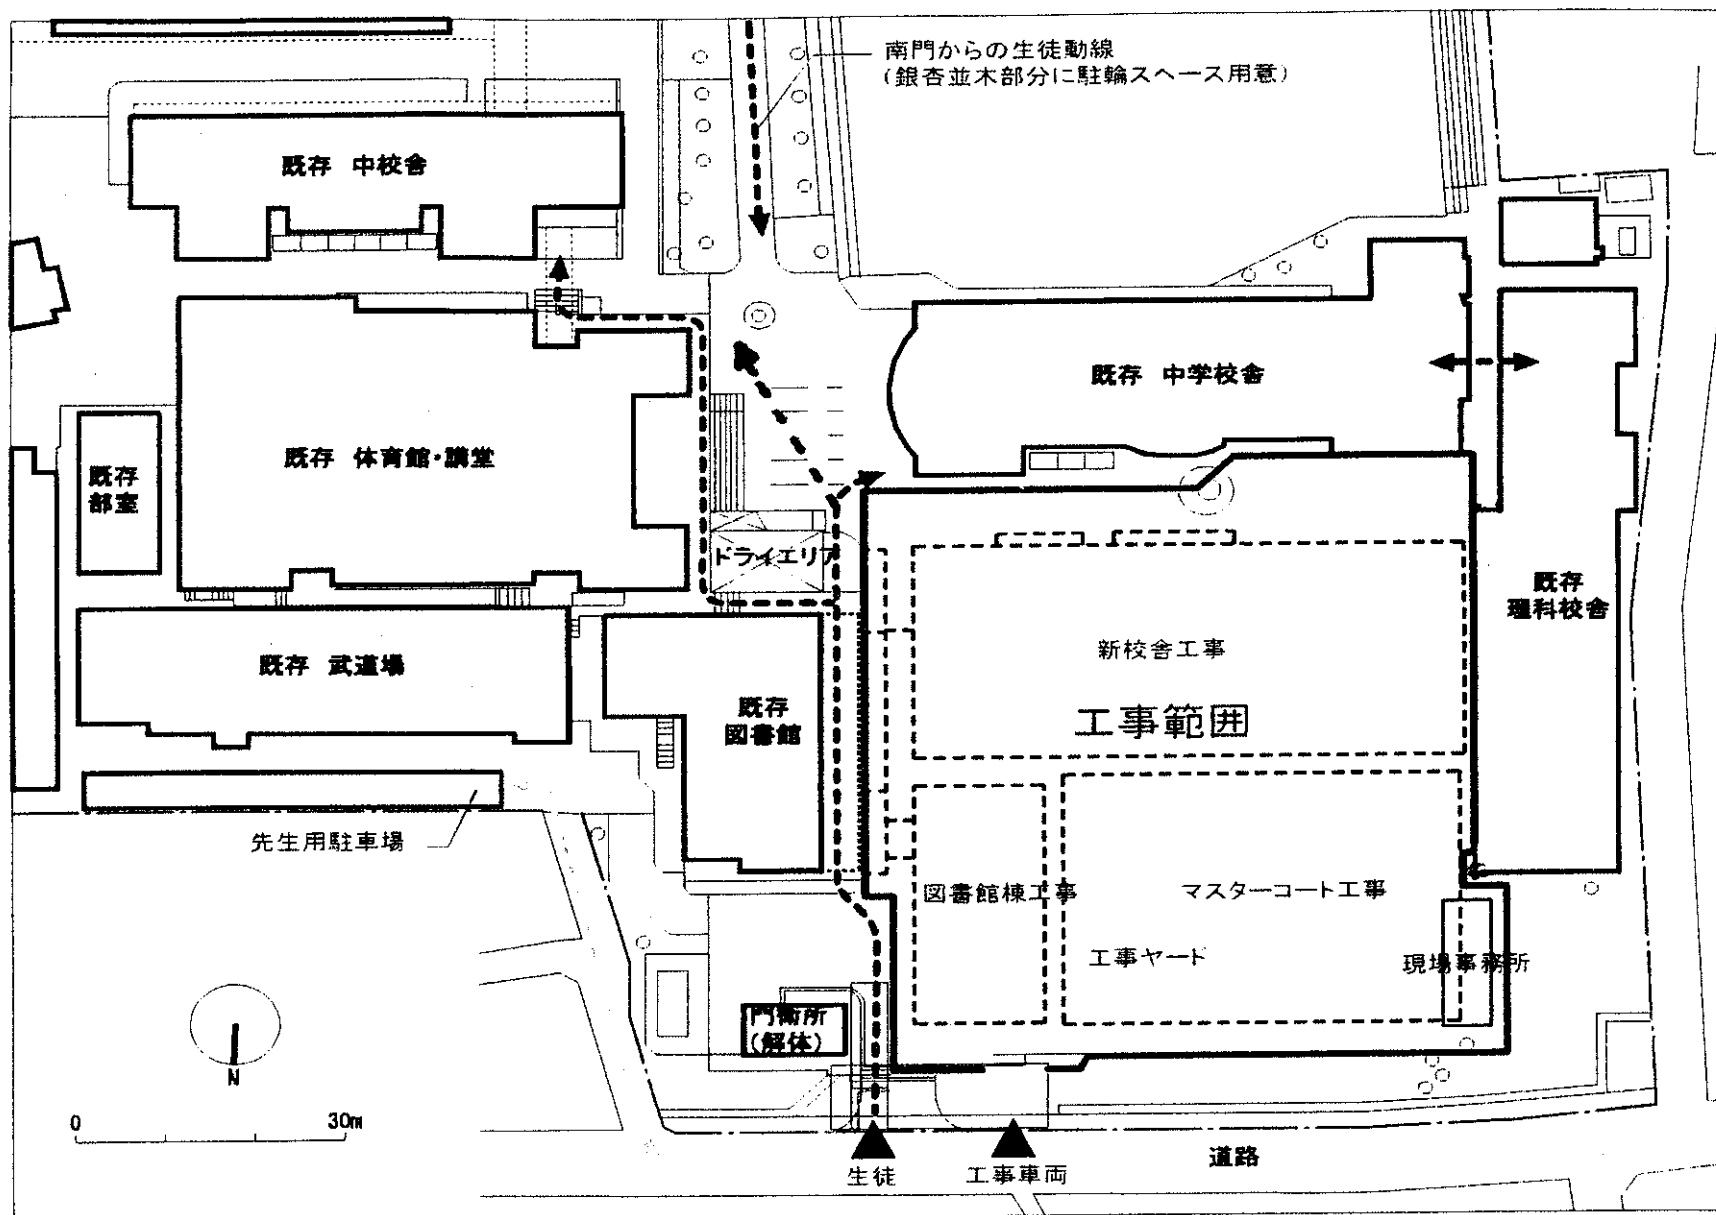 南門からの生徒動線
(銀杏並木部分に駐輪スペース用意)
既存 中校舎
既存 中学校舎
既存 体育館・講堂
既存
部室
ドライエリア
既存
理科校舎
新校舎工事
既存 武道場
既存
図書館
工事範囲
先生用駐車場
図書館棟工事
マスターコート工事
工事ヤード
現場事務所
門衛所
(解体)
N
0
30m
道路
生徒
工事車両